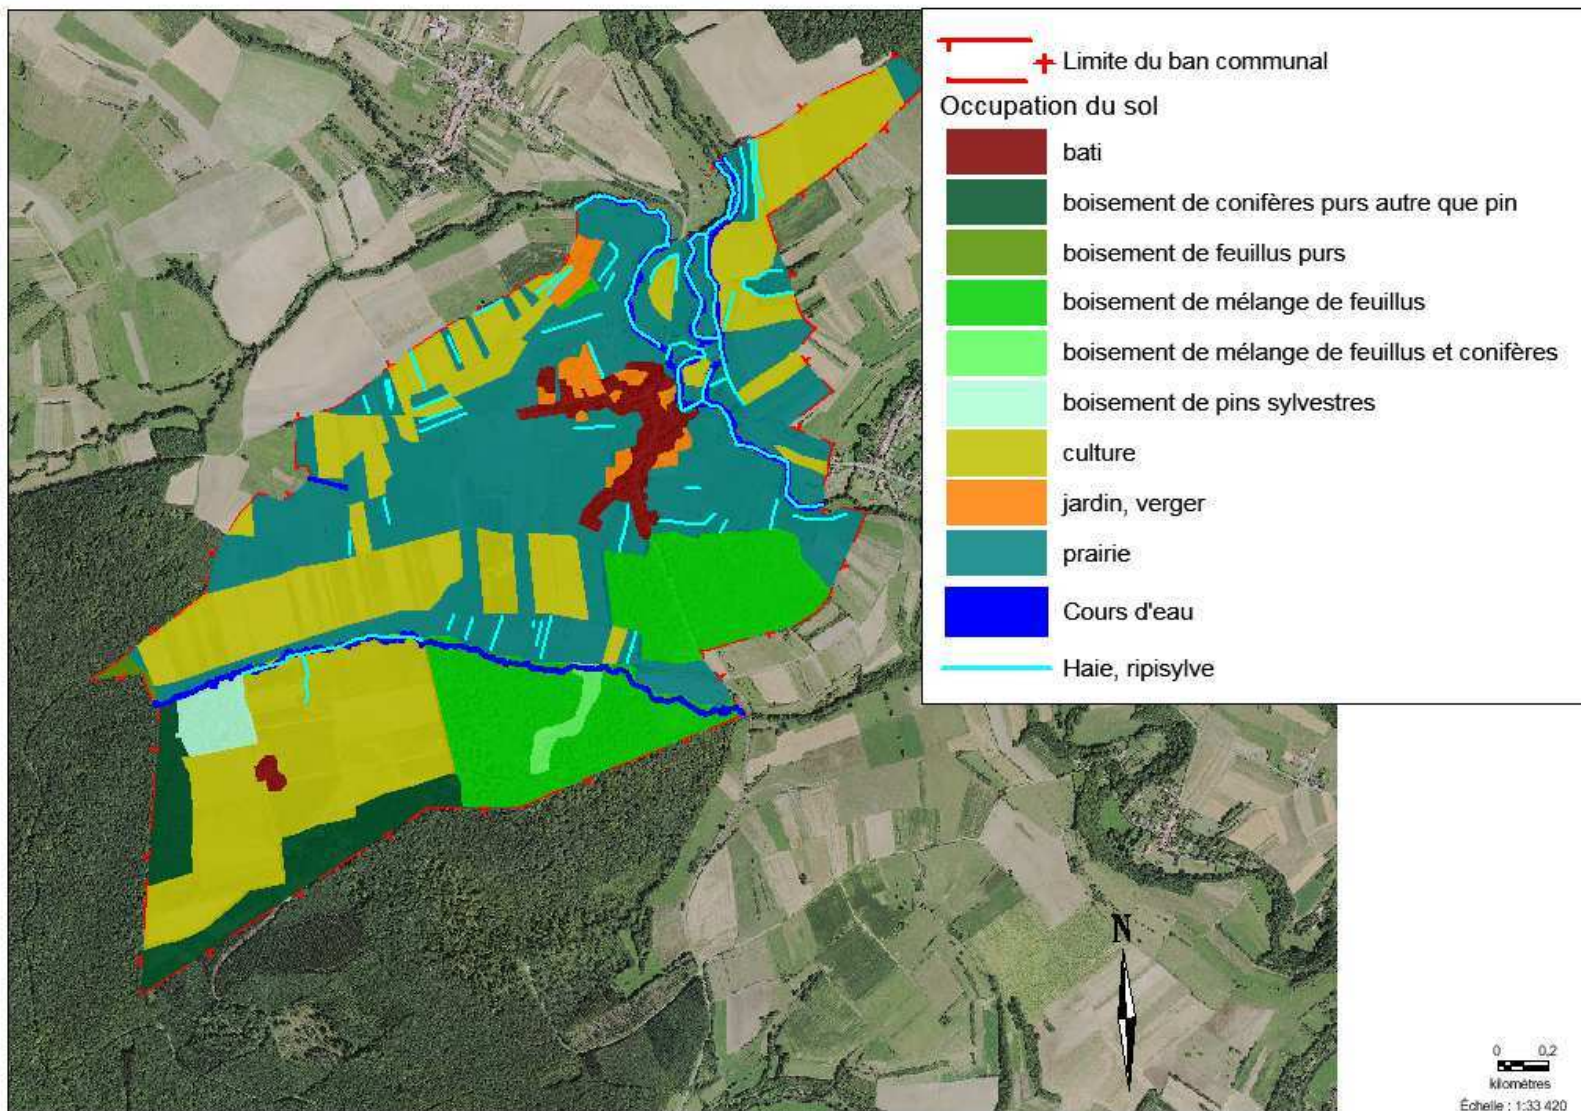 Limite du ban communal
Occupation du sol
bati
boisement de conifères purs autre que pin
boisement de feuillus purs
boisement de mélange de feuillus
boisement de mélange de feuillus et conifères
boisement de pins sylvestres
culture
jardin, verger
prairie
Cours d'eau
Haie, ripisylve
N
0 0,2
kilomètres
Échelle : 1:33 420